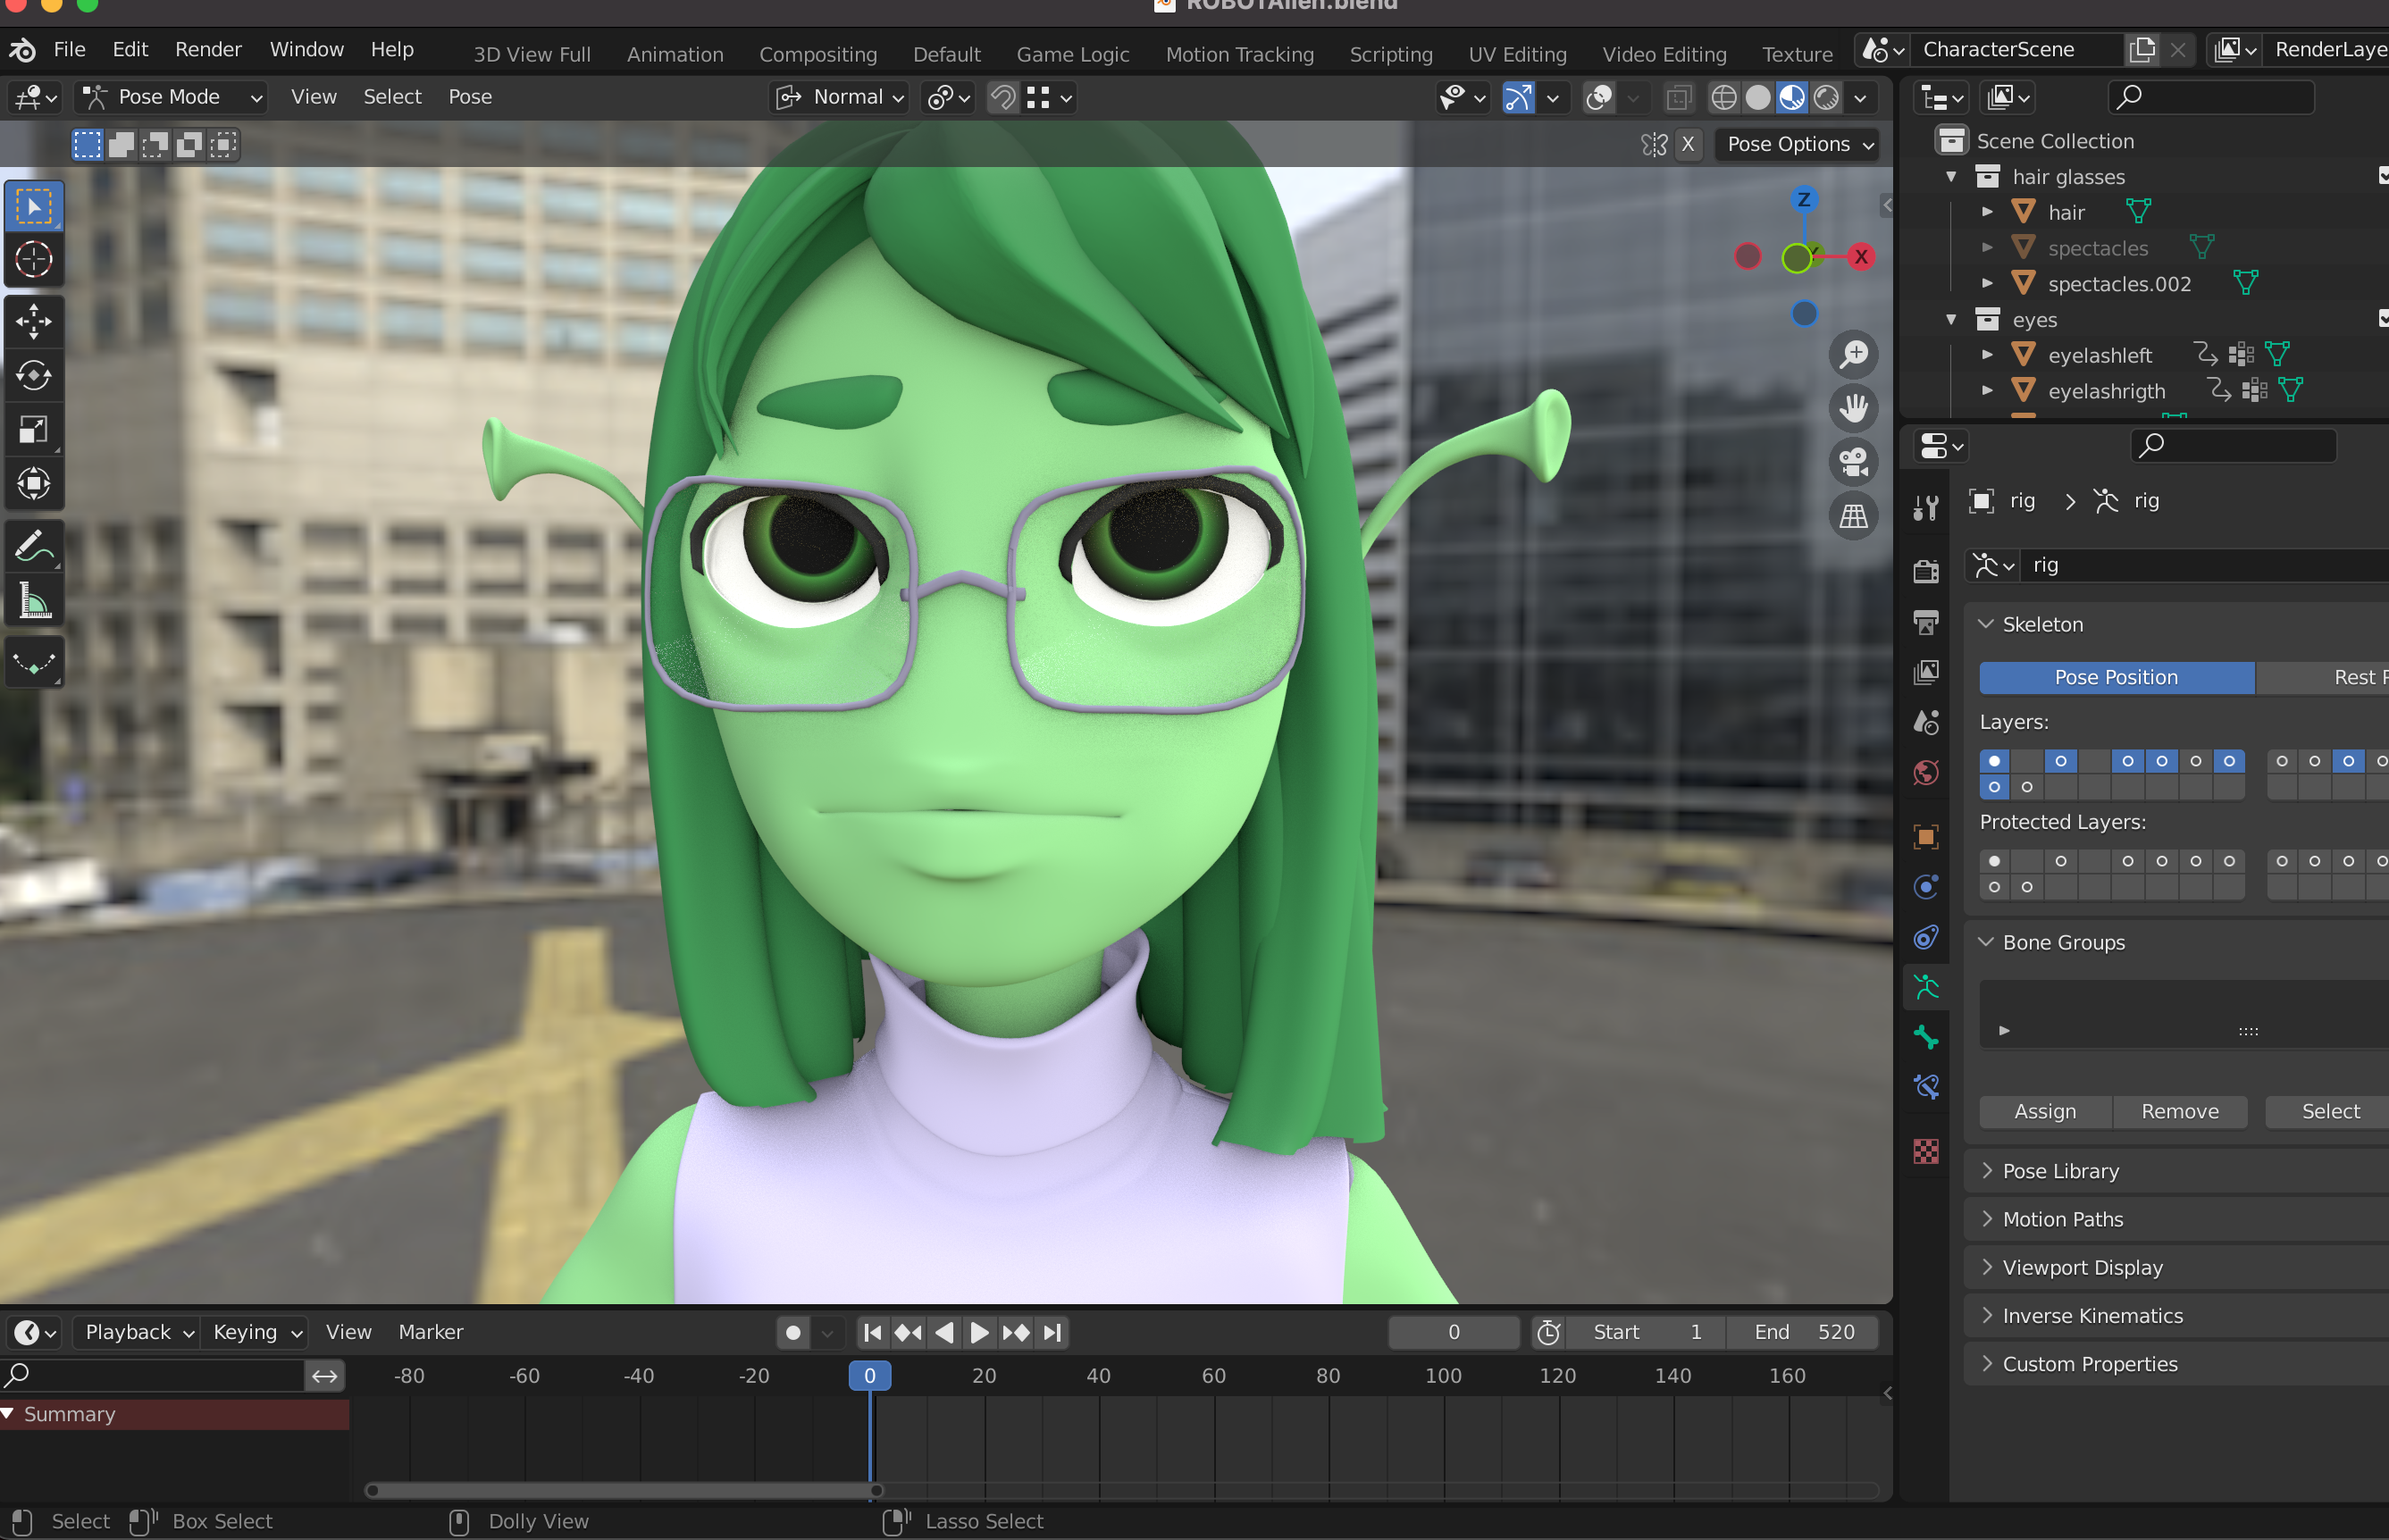 ROBOTAlien.blend
File Edit Render Window Help 3D View Full Animation Compositing Default Game Logic Motion Tracking Scripting UV Editing Video Editing Texture CharacterScene RenderLaye
Pose Mode View Select Pose Normal
X Pose Options
Z
X
Scene Collection
hair glasses
hair
spectacles
spectacles.002
eyes
eyelashleft
eyelashrigth
rig rig
rig
Skeleton
Pose Position Rest P
Layers:
Protected Layers:
Bone Groups
Assign Remove Select
Pose Library
Motion Paths
Viewport Display
Inverse Kinematics
Custom Properties
Playback Keying View Marker 0 Start 1 End 520
-80 -60 -40 -20 0 20 40 60 80 100 120 140 160
Summary
Select Box Select Dolly View Lasso Select